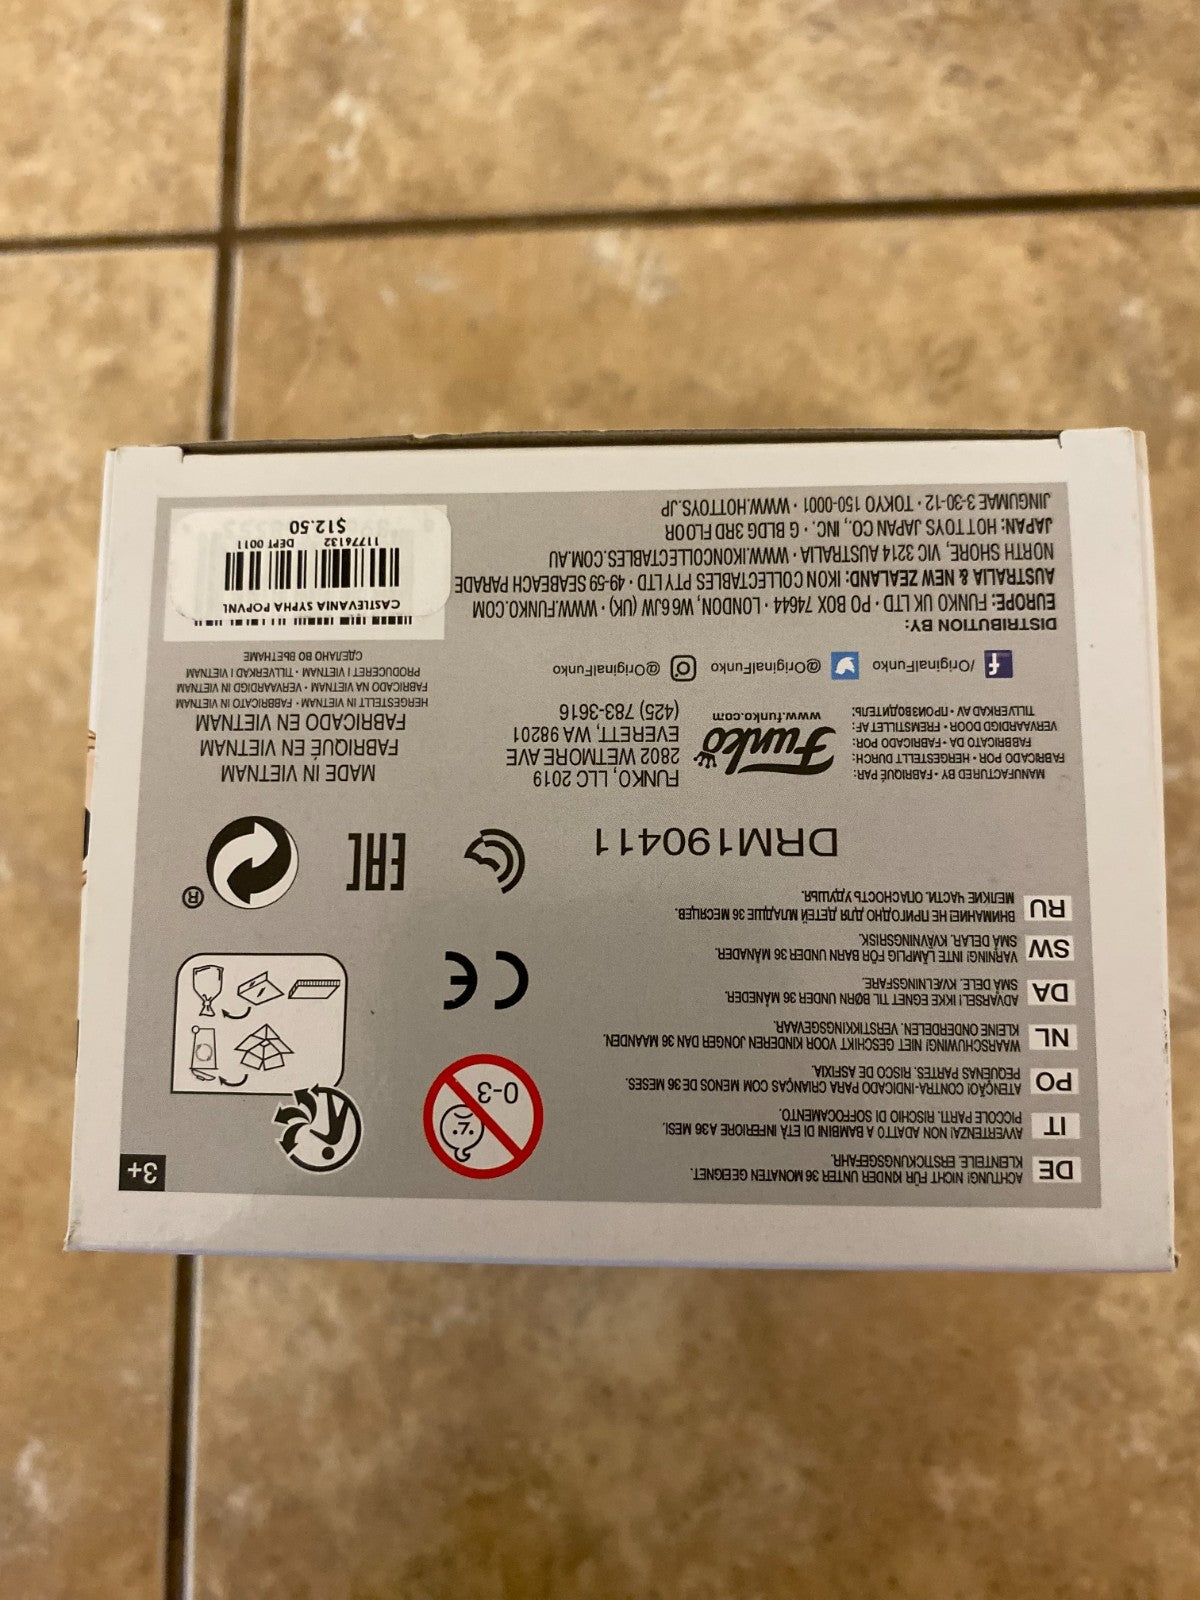 3+
DE
ACHTUNG! NICHT FÜR KINDER UNTER 36 MONATEN GEEIGNET.
KLEINTEILE. ERSTICKUNGSGEFAHR.
IT
AVVERTENZA! NON ADATTO A BAMBINI DI ETÀ INFERIORE A 36 MESI.
PICCOLE PARTI. RISCHIO DI SOFFOCAMENTO.
PO
ATENÇÃO! CONTRA-INDICADO PARA CRIANÇAS COM MENOS DE 36 MESES.
PEQUENAS PARTES. RISCO DE ASFIXIA.
NL
WAARSCHUWING! NIET GESCHIKT VOOR KINDEREN JONGER DAN 36 MAANDEN.
KLEINE ONDERDELEN. VERSTIKKINGSGEVAAR.
DA
ADVARSEL! IKKE EGNET TIL BØRN UNDER 36 MÅNEDER.
SMÅ DELE. KVÆLNINGSFARE.
SW
VARNING! INTE LÄMPLIG FÖR BARN UNDER 36 MÅNADER.
SMÅ DELAR. KVÄVNINGSRISK.
RU
ВНИМАНИЕ! НЕ ПРИГОДНО ДЛЯ ДЕТЕЙ МЛАДШЕ 36 МЕСЯЦЕВ.
МЕЛКИЕ ЧАСТИ. ОПАСНОСТЬ УДУШЬЯ.
0-3
CE
EAC
®
DRM190411
MANUFACTURED BY • FABRIQUÉ PAR:
FABRICADO POR • HERGESTELLT DURCH:
FABBRICATO DA • FABRICADO POR:
VERVAARDIGD DOOR • FREMSTILLET AF:
TILLVERKAD AV • ПРОИЗВОДИТЕЛЬ:
Funko
www.funko.com
FUNKO, LLC 2019
2802 WETMORE AVE
EVERETT, WA 98201
(425) 783-3616
MADE IN VIETNAM
FABRIQUÉ EN VIETNAM
FABRICADO EN VIETNAM
HERGESTELLT IN VIETNAM • FABBRICATO IN VIETNAM
FABRICADO NA VIETNAM • VERVAARDIGD IN VIETNAM
PRODUCERET I VIETNAM • TILLVERKAD I VIETNAM
СДЕЛАНО ВО ВЬЕТНАМЕ
/OriginalFunko
@OriginalFunko
@OriginalFunko
DISTRIBUTION BY:
EUROPE: FUNKO UK LTD • PO BOX 74644 • LONDON, W6 6JW (UK) • WWW.FUNKO.COM
AUSTRALIA & NEW ZEALAND: IKON COLLECTABLES PTY LTD • 49-59 SEABEACH PARADE
NORTH SHORE, VIC 3214 AUSTRALIA • WWW.IKONCOLLECTABLES.COM.AU
JAPAN: HOT TOYS JAPAN CO., INC. • G BLDG 3RD FLOOR
JINGUMAE 3-30-12 • TOKYO 150-0001 • WWW.HOTTOYS.JP
CASTLEVANIA SYPHA POPVNL
11776132 DEPT 0011
$12.50